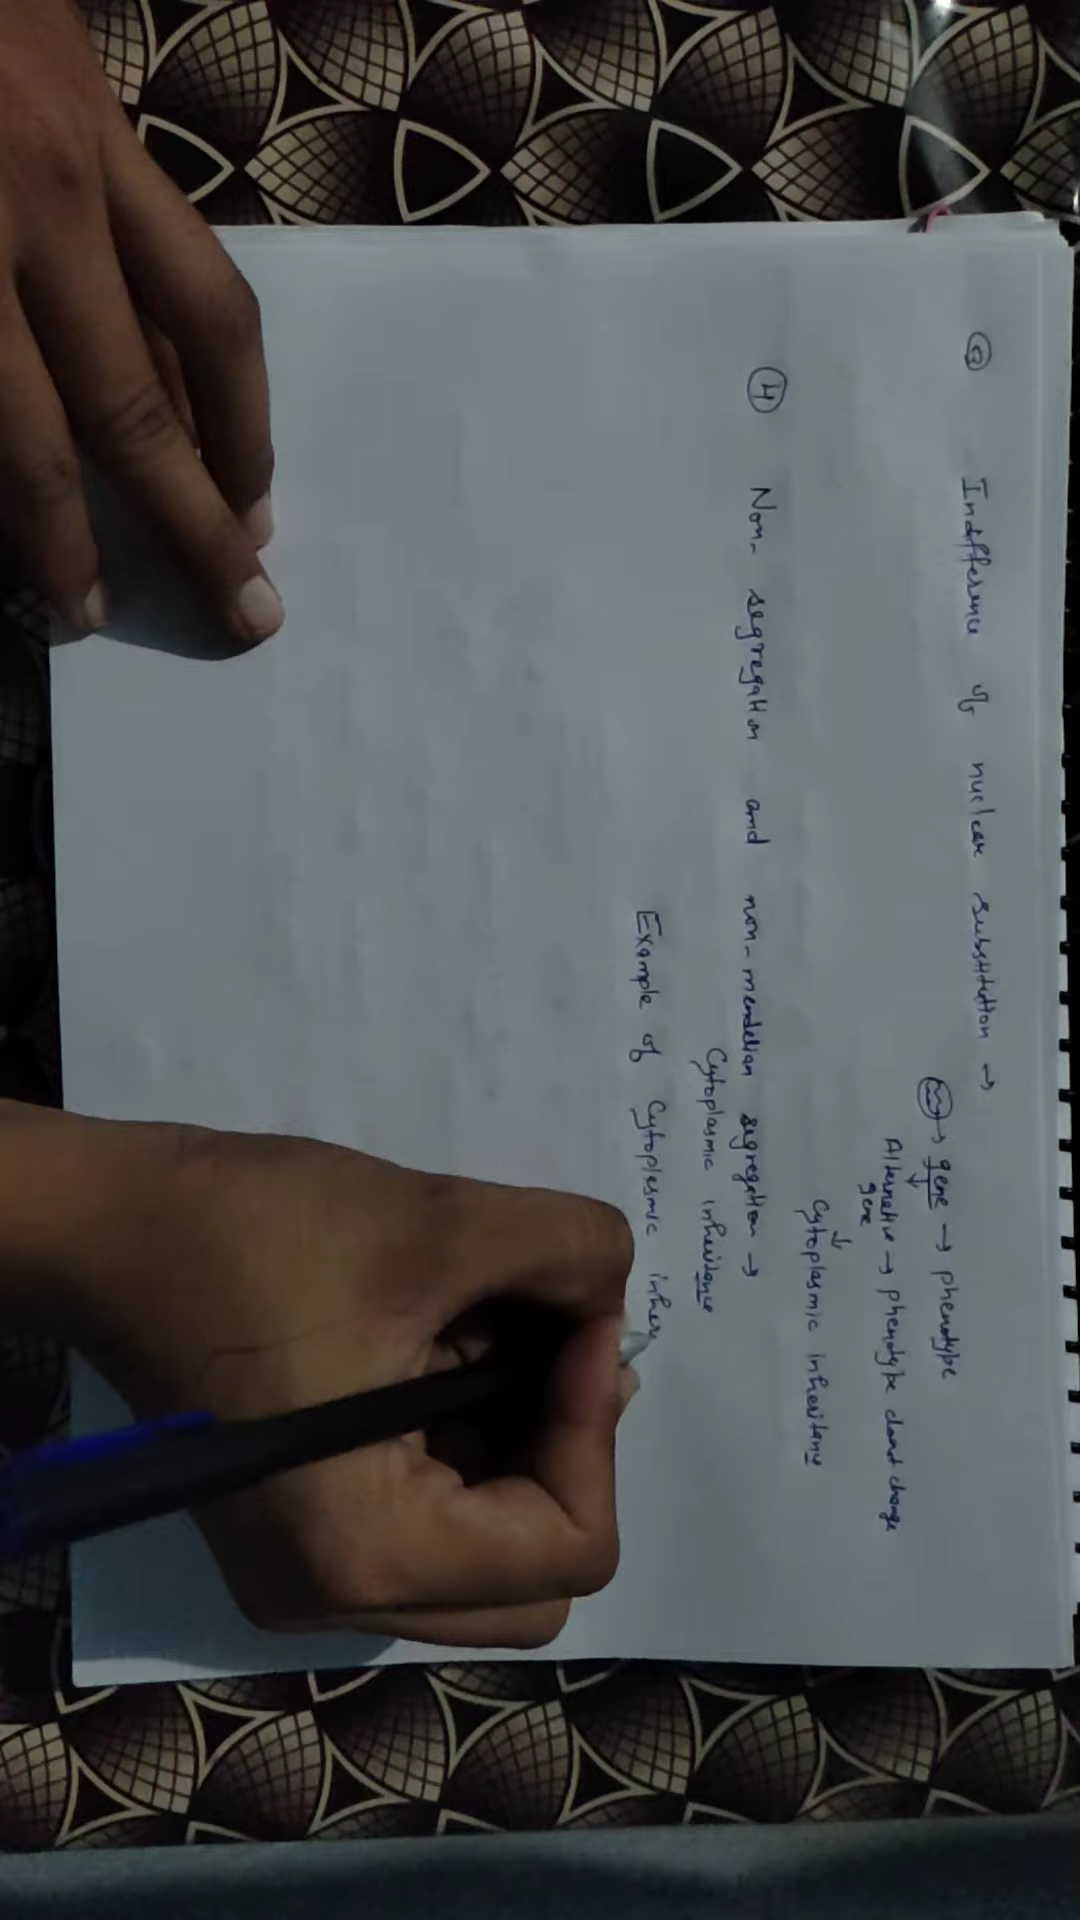 ③ Indifference of nuclear substitution →
→ gene → phenotype
↓
Alternative → phenotype donot change
gene
↓
Cytoplasmic inheritance
④ Non-segregation and non-mendelian segregation →
Cytoplasmic inheritance
Example of Cytoplasmic inher